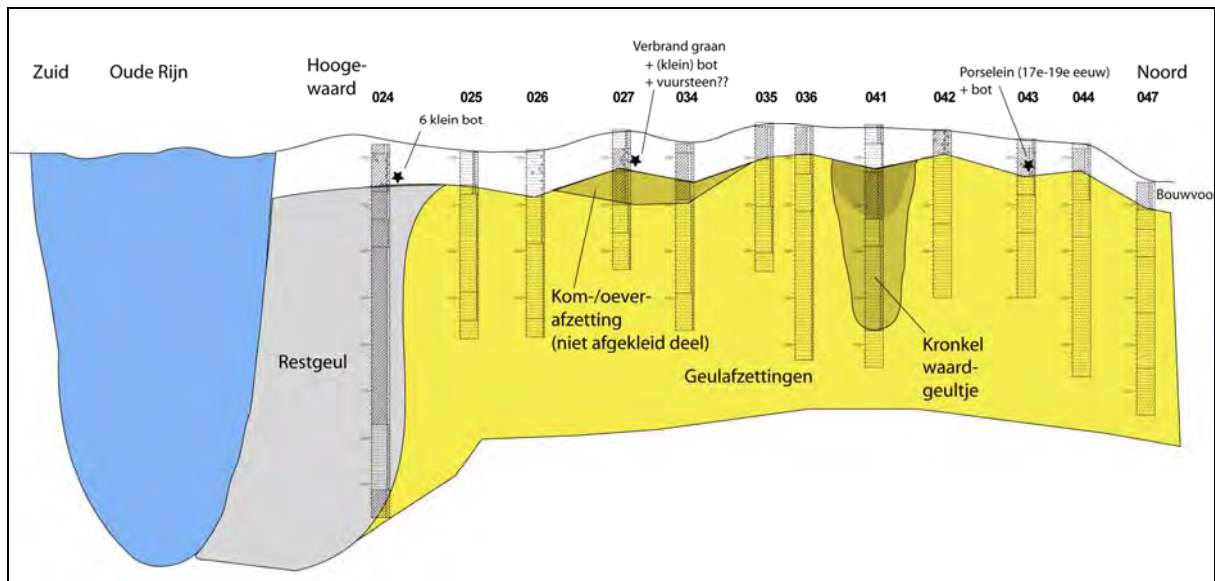 Zuid
Oude Rijn
Hooge-
waard
Verbrand graan
+ (klein) bot
+ vuursteen??
Porselein (17e-19e eeuw)
+ bot
Noord
024
025
026
027
034
035
036
041
042
043
044
047
6 klein bot
Bouwvoor
Kom-/oever-
afzetting
(niet afgekleid deel)
Restgeul
Geulafzettingen
Kronkel
waard-
geultje